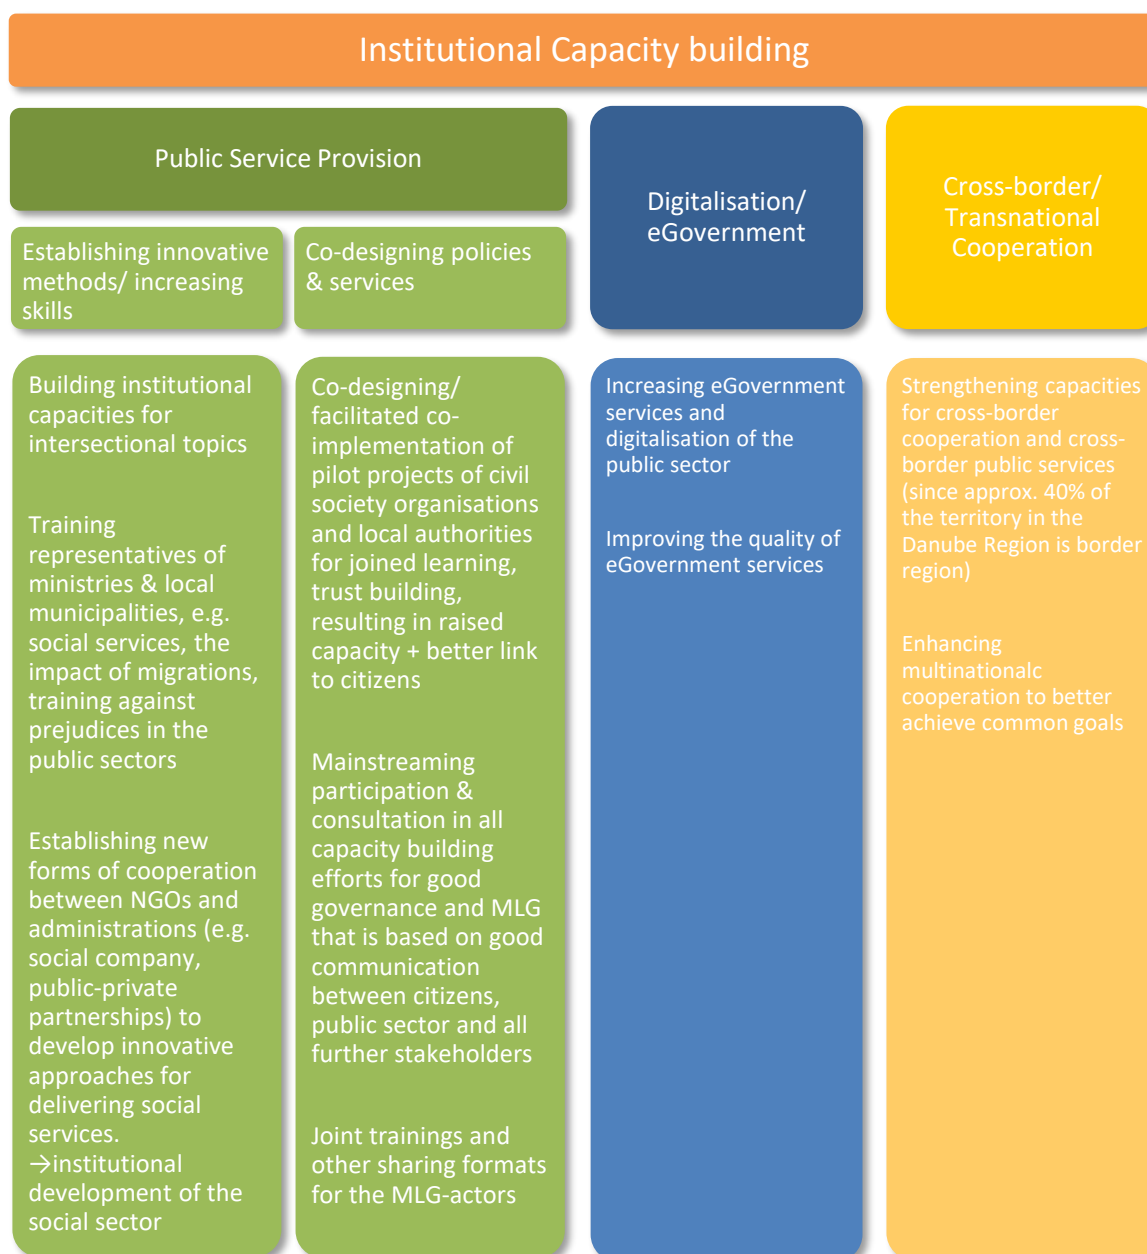 Institutional Capacity building
Public Service Provision
Establishing innovative
methods/ increasing
skills
Co-designing policies
& services
Digitalisation/
eGovernment
Cross-border/
Transnational
Cooperation
Building institutional
capacities for
intersectional topics
Training
representatives of
ministries & local
municipalities, e.g.
social services, the
impact of migrations,
training against
prejudices in the
public sectors
Establishing new
forms of cooperation
between NGOs and
administrations (e.g.
social company,
public-private
partnerships) to
develop innovative
approaches for
delivering social
services.
→institutional
development of the
social sector
Co-designing/
facilitated co-
implementation of
pilot projects of civil
society organisations
and local authorities
for joined learning,
trust building,
resulting in raised
capacity + better link
to citizens
Mainstreaming
participation &
consultation in all
capacity building
efforts for good
governance and MLG
that is based on good
communication
between citizens,
public sector and all
further stakeholders
Joint trainings and
other sharing formats
for the MLG-actors
Increasing eGovernment
services and
digitalisation of the
public sector
Improving the quality of
eGovernment services
Strengthening capacities
for cross-border
cooperation and cross-
border public services
(since approx. 40% of
the territory in the
Danube Region is border
region)
Enhancing
multinationalc
cooperation to better
achieve common goals